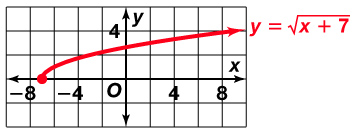 y
4
y = √(x + 7)
x
−8 −4 O 4 8